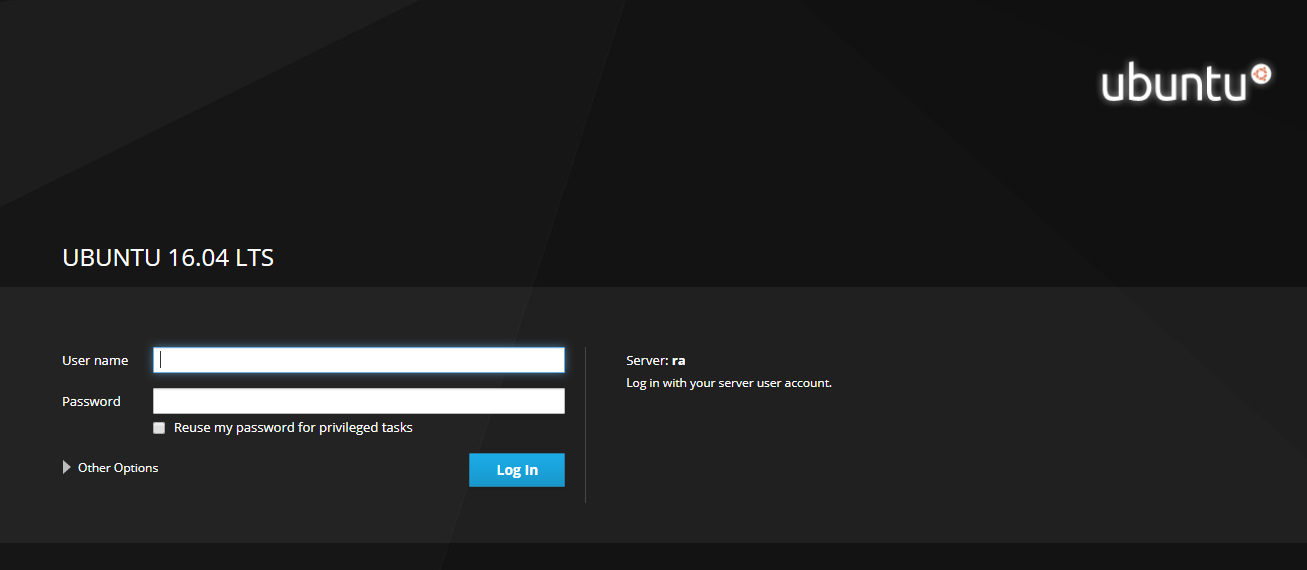 ubuntu
UBUNTU 16.04 LTS
User name
Password
Reuse my password for privileged tasks
Other Options
Log In
Server: ra
Log in with your server user account.